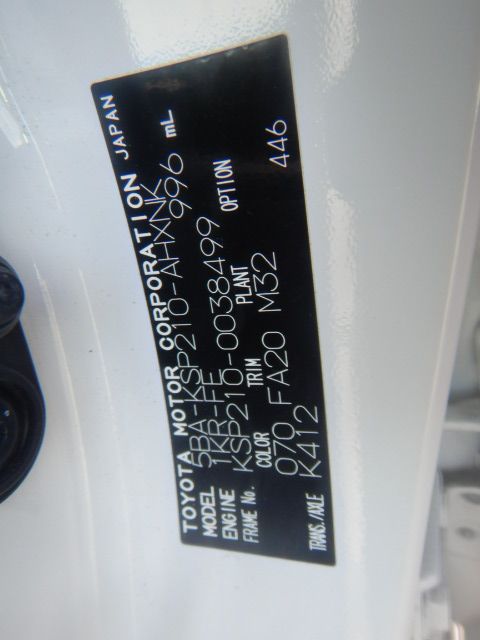 TOYOTA MOTOR CORPORATION JAPAN
MODEL 5BA-KSP210-AHXNK
ENGINE 1KR-FE 996 mL
FRAME No. KSP210-0038499
COLOR TRIM PLANT OPTION
070 FA20 M32 446
TRANS./AXLE K412